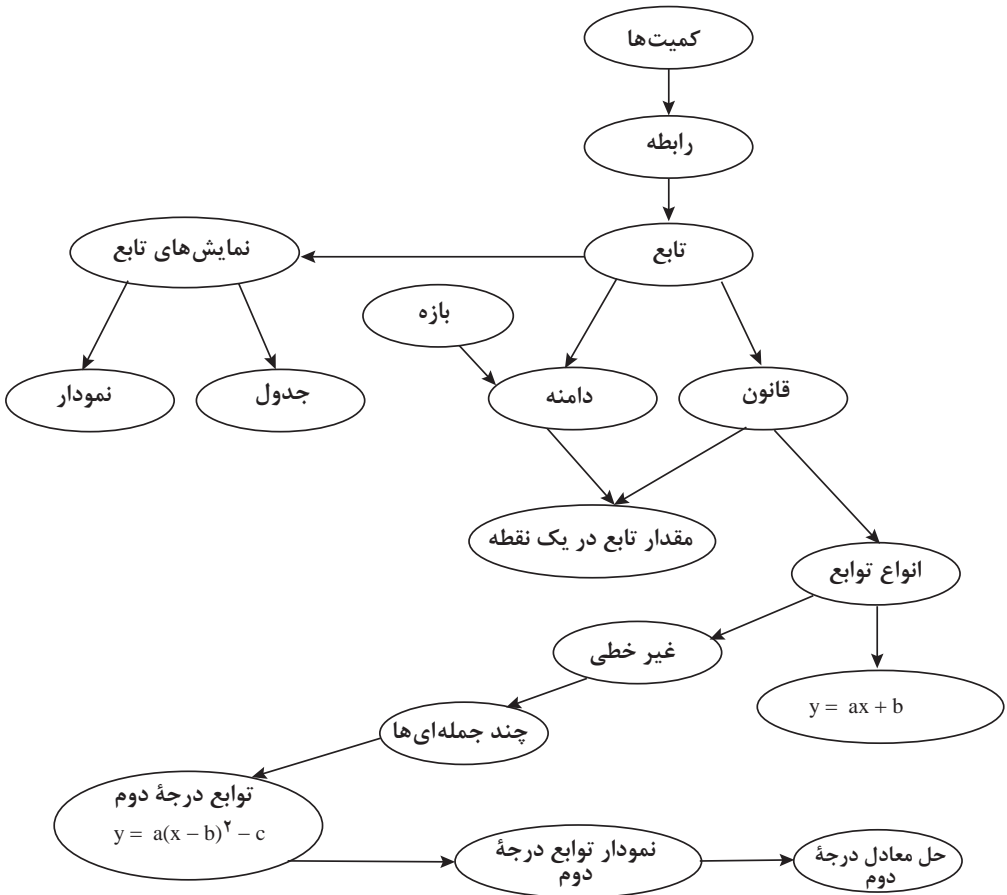 کمیت‌ها
رابطه
تابع
نمایش‌های تابع
بازه
قانون
دامنه
جدول
نمودار
مقدار تابع در یک نقطه
انواع توابع
غیر خطی
y = ax + b
چند جمله‌ای‌ها
توابع درجهٔ دوم
y = a(x − b)^۲ − c
نمودار توابع درجهٔ
دوم
حل معادل درجهٔ
دوم